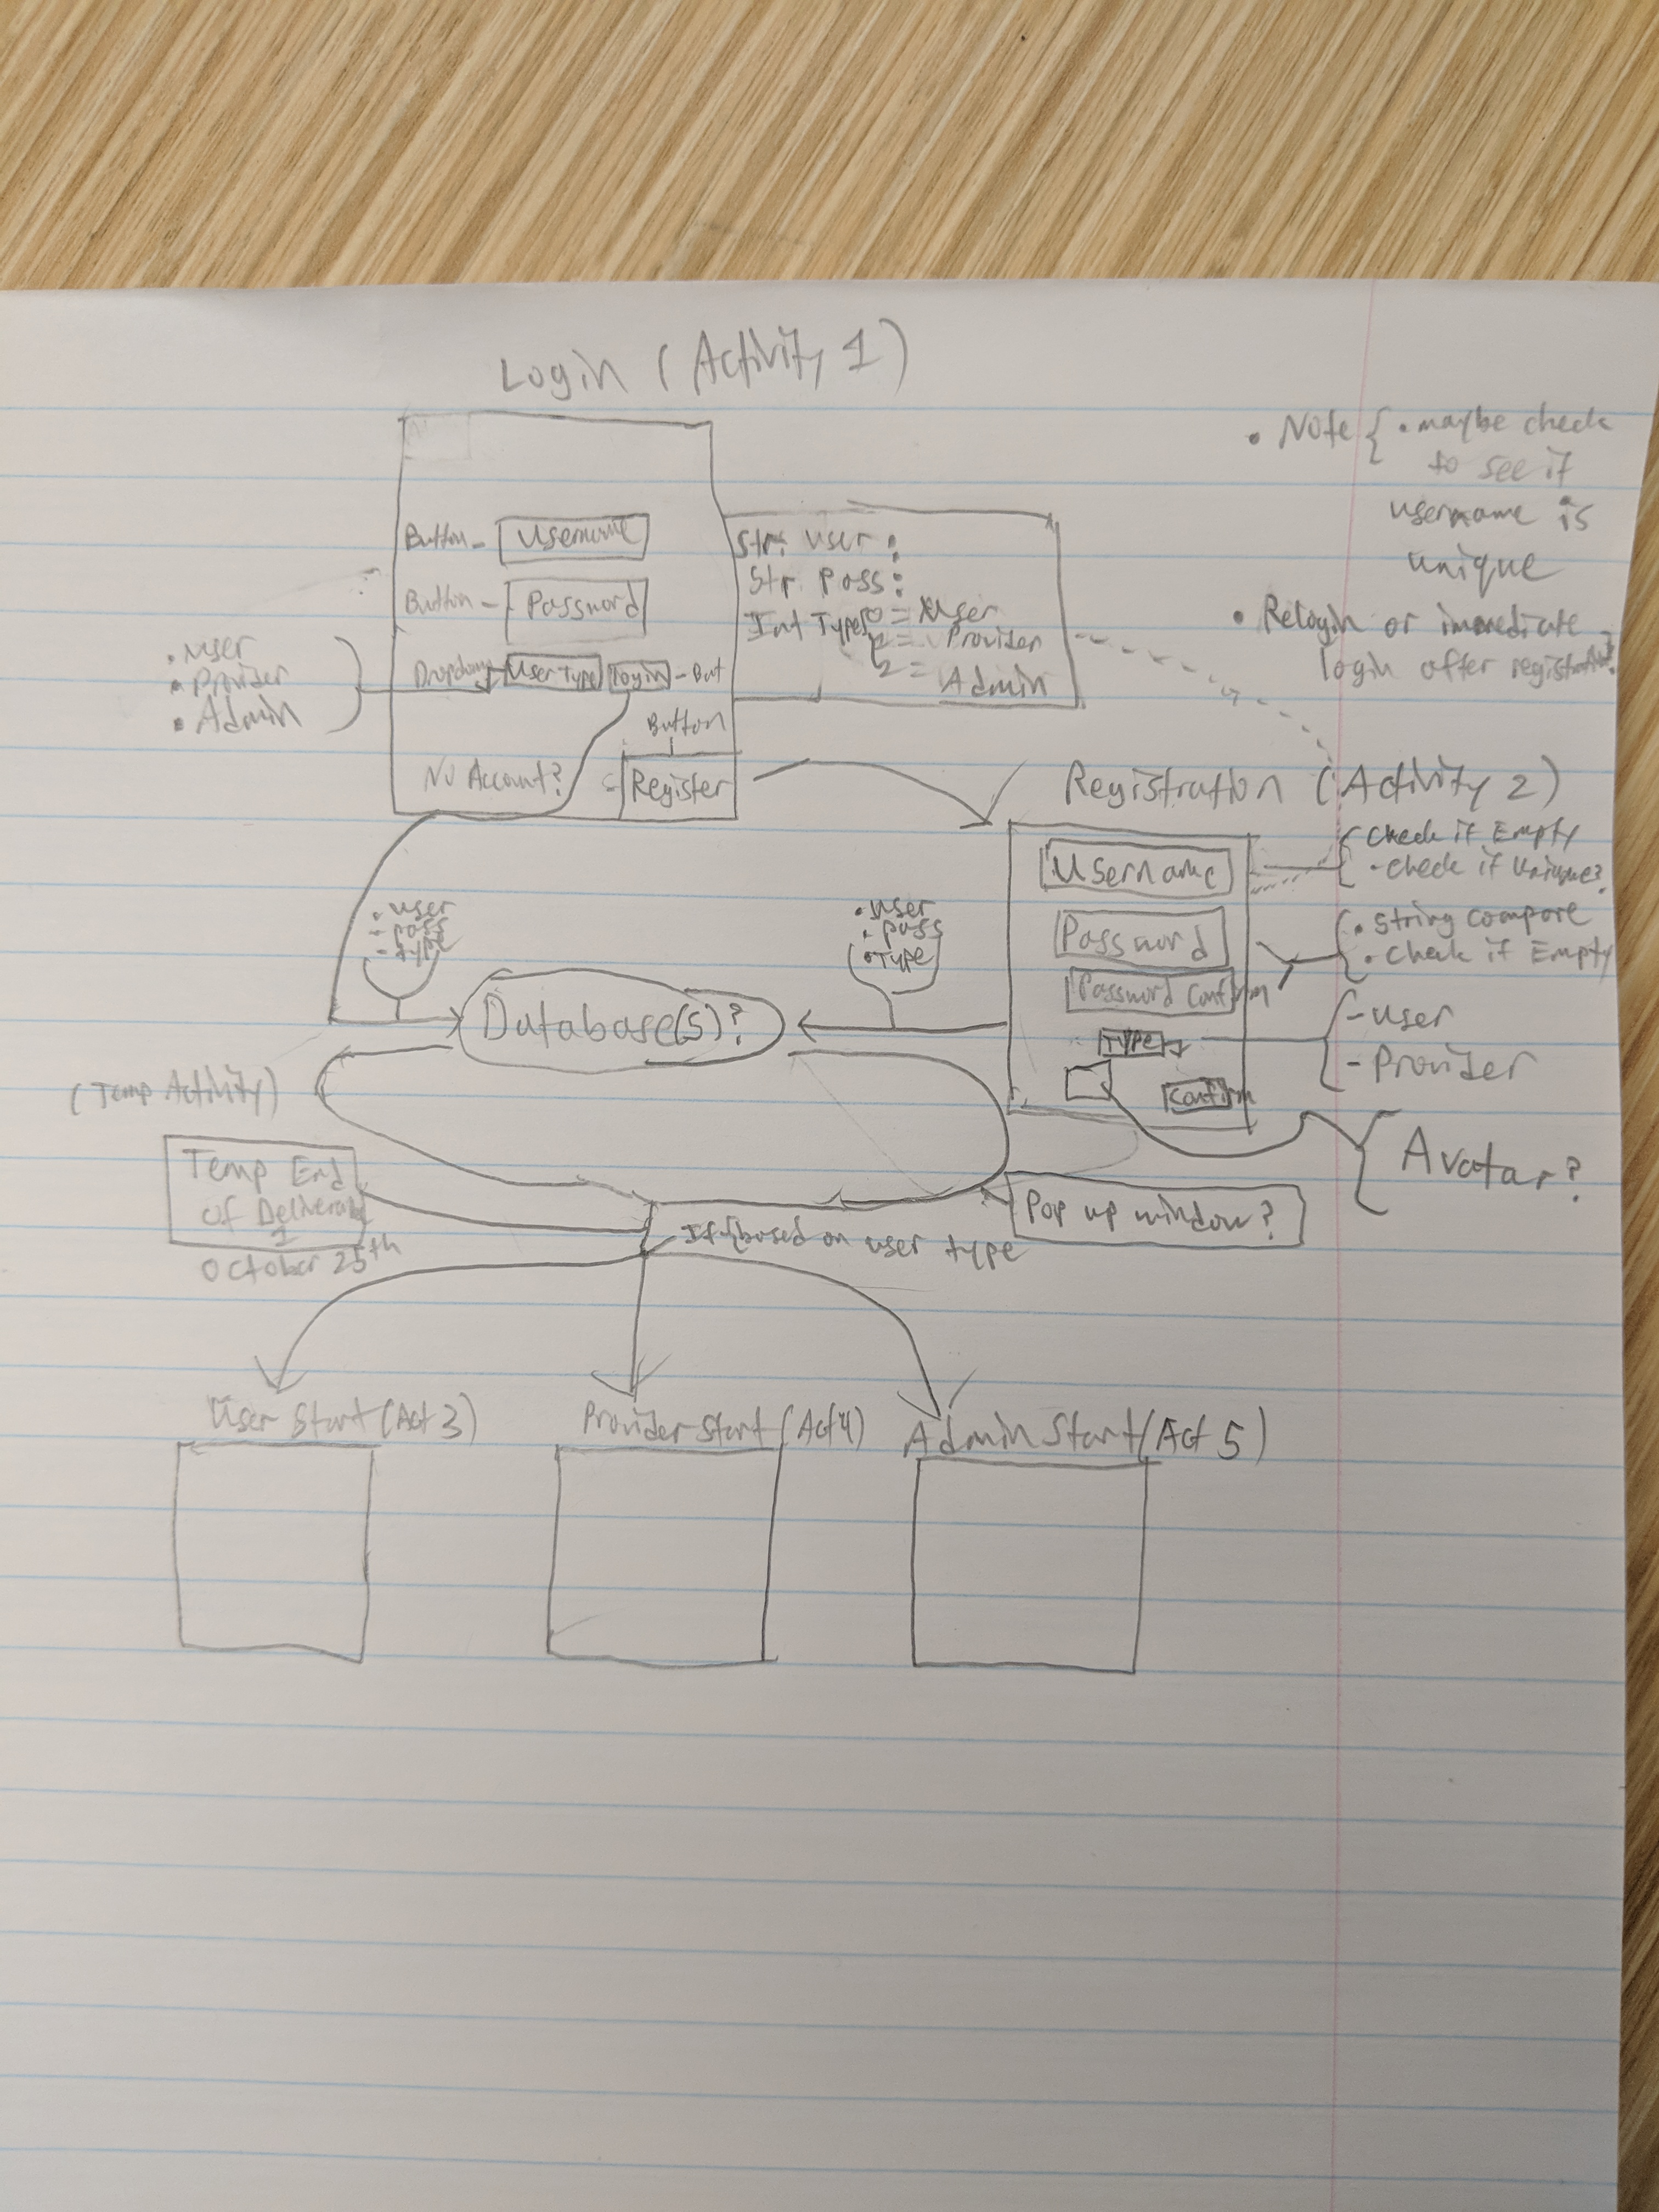 Login (Activity 1)
• Note { • maybe check
to see if
username is
unique
• Relogin or immediate
login after registration?
Button - Username
Button - Password
Dropdown User Type Login - But
• User
• Provider
• Admin
Button
No Account? Register
Str: User:
Str: Pass:
Int Type 0 = User
1 = Provider
2 = Admin
Registration (Activity 2)
Username
Check if Empty
• check if Unique?
Password
Password Confirm
• String compare
• Check if Empty
Type
- User
- Provider
Confirm
Avatar?
• User
- pass
- type
• User
• pass
• Type
Database(s)?
(Temp Activity)
Temp End
of Deliverable
1
October 25th
Pop up window?
If {based on user type
User Start (Act 3)
Provider Start (Act 4)
Admin Start (Act 5)